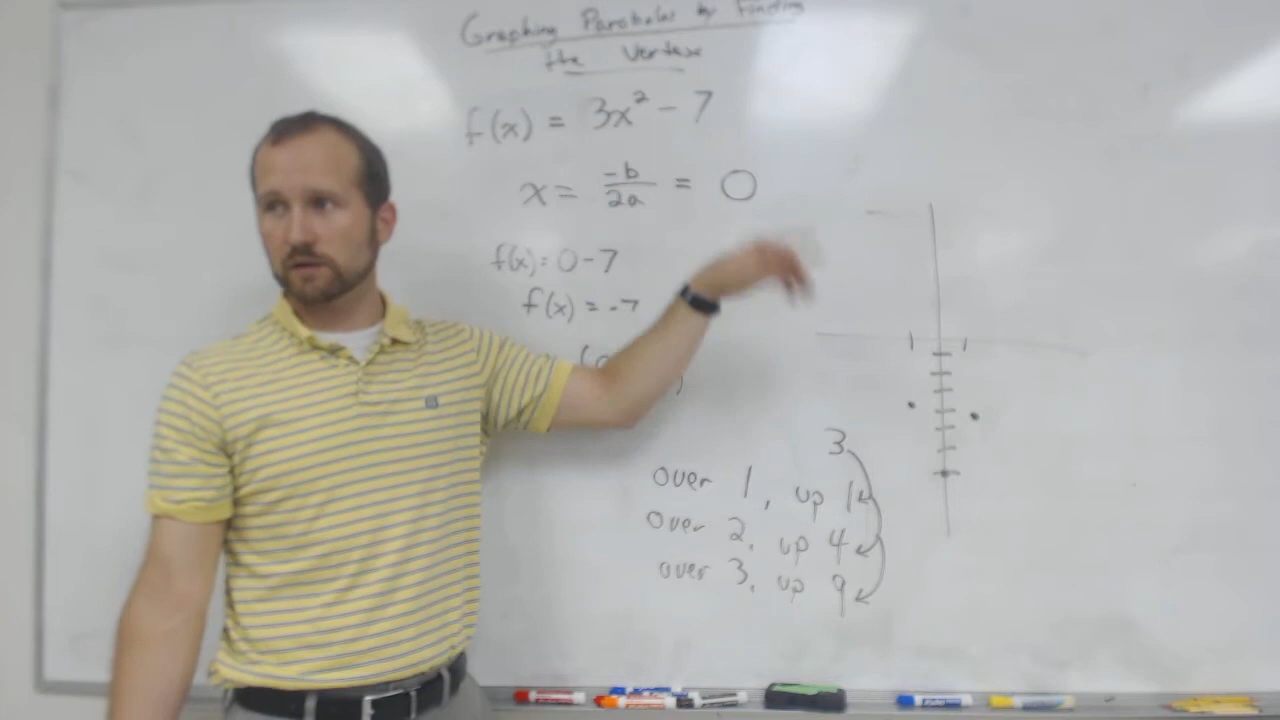 Graphing Parabolas by Finding
the Vertex
f(x) = 3x² - 7
x = -b/2a = 0
f(x) = 0 - 7
f(x) = -7
3
over 1, up 1
over 2, up 4
over 3, up 9